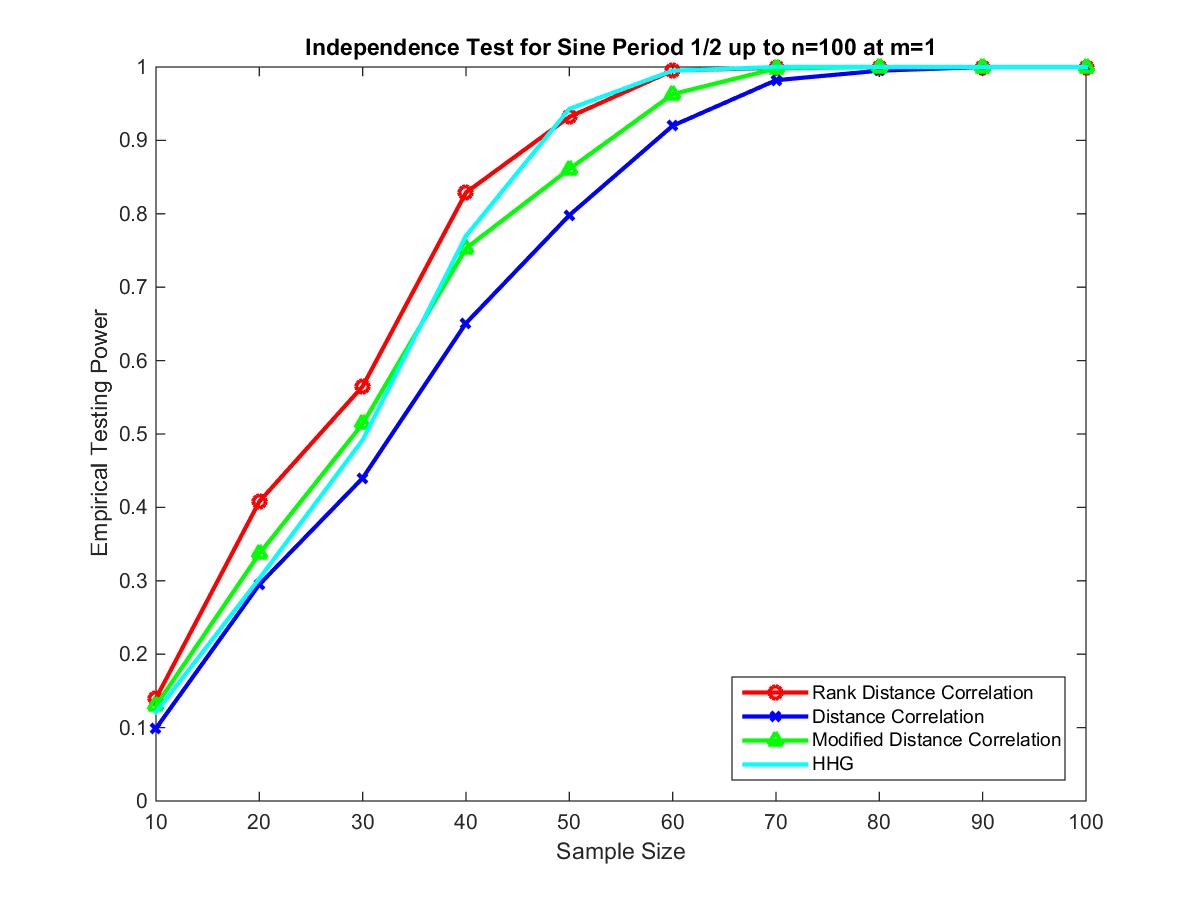 Independence Test for Sine Period 1/2 up to n=100 at m=1
1
0.9
0.8
0.7
0.6
0.5
0.4
0.3
0.2
0.1
0
Empirical Testing Power
Rank Distance Correlation
Distance Correlation
Modified Distance Correlation
HHG
10 20 30 40 50 60 70 80 90 100
Sample Size